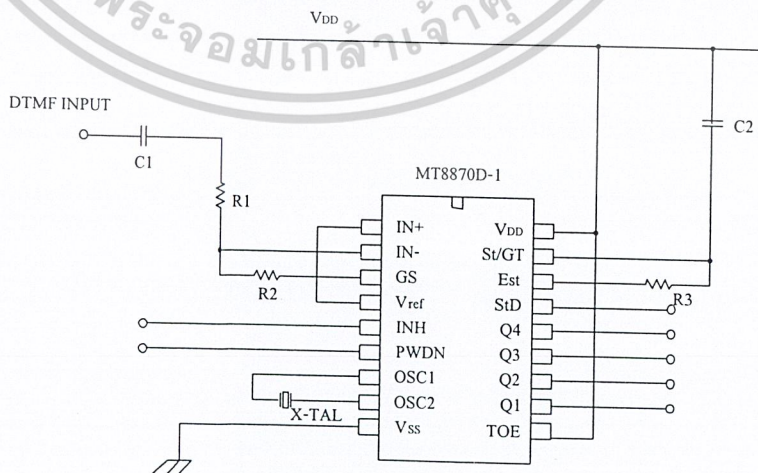 พระจอมเกล้าเจ้าคุ
VDD
DTMF INPUT
C1
C2
R1
MT8870D-1
IN+
IN-
GS
Vref
INH
PWDN
OSC1
OSC2
Vss
VDD
St/GT
Est
StD
Q4
Q3
Q2
Q1
TOE
R2
R3
X-TAL